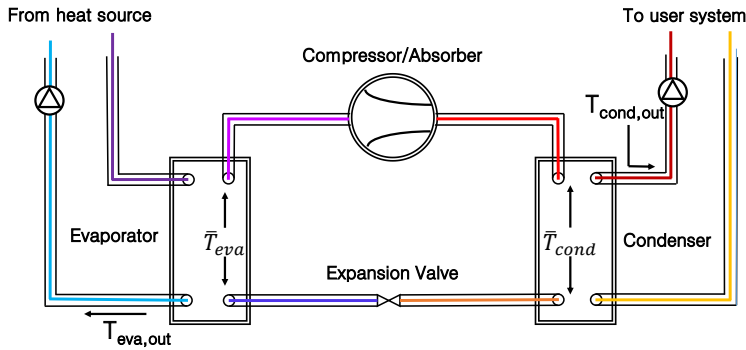 From heat source
To user system
Compressor/Absorber
T_cond,out
Evaporator
T̅_eva
T̅_cond
Condenser
Expansion Valve
T_eva,out